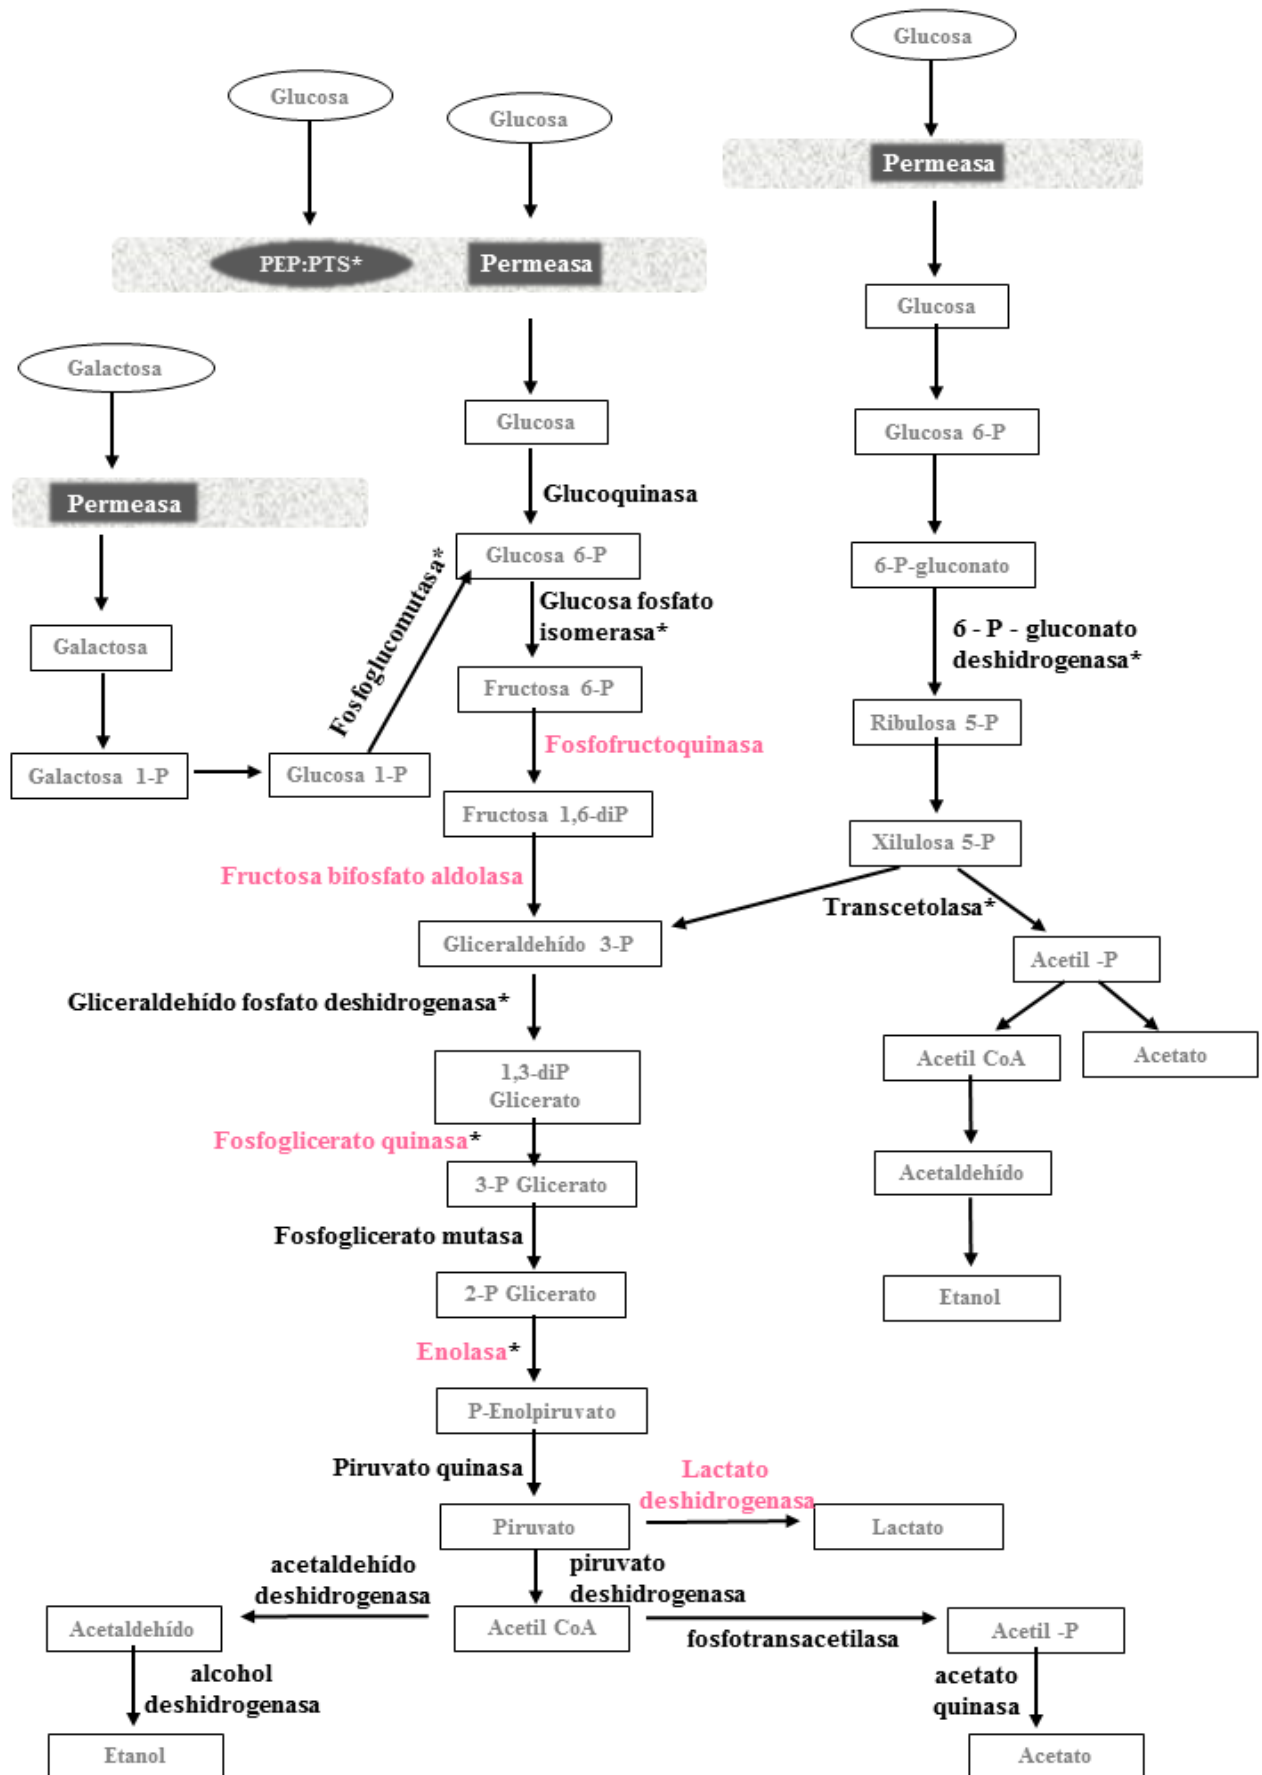 Glucosa
Glucosa
Glucosa
Permeasa
PEP:PTS*
Permeasa
Glucosa
Galactosa
Glucosa
Glucosa 6-P
Permeasa
Glucoquinasa
Glucosa 6-P
6-P-gluconato
Fosfoglucomutasa*
Glucosa fosfato
isomerasa*
6 - P - gluconato
deshidrogenasa*
Galactosa
Fructosa 6-P
Ribulosa 5-P
Fosfofructoquinasa
Galactosa 1-P
Glucosa 1-P
Fructosa 1,6-diP
Xilulosa 5-P
Fructosa bifosfato aldolasa
Transcetolasa*
Gliceraldehído 3-P
Acetil -P
Gliceraldehído fosfato deshidrogenasa*
Acetil CoA
Acetato
1,3-diP
Glicerato
Fosfoglicerato quinasa*
3-P Glicerato
Acetaldehído
Fosfoglicerato mutasa
2-P Glicerato
Etanol
Enolasa*
P-Enolpiruvato
Piruvato quinasa
Lactato
deshidrogenasa
Piruvato
Lactato
acetaldehído
deshidrogenasa
piruvato
deshidrogenasa
Acetaldehído
Acetil CoA
fosfotransacetilasa
Acetil -P
alcohol
deshidrogenasa
acetato
quinasa
Etanol
Acetato